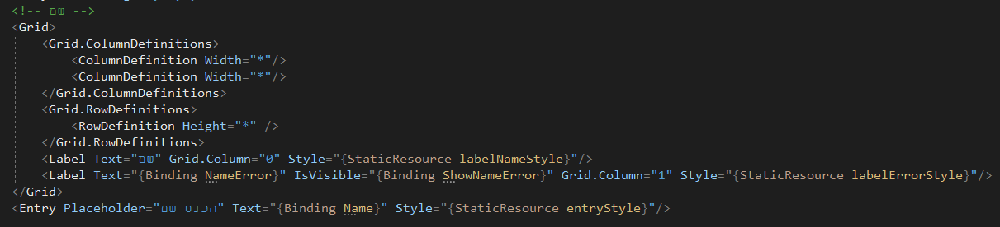 <!-- שם -->
<Grid>
<Grid.ColumnDefinitions>
<ColumnDefinition Width="*"/>
<ColumnDefinition Width="*"/>
</Grid.ColumnDefinitions>
<Grid.RowDefinitions>
<RowDefinition Height="*" />
</Grid.RowDefinitions>
<Label Text="שם" Grid.Column="0" Style="{StaticResource labelNameStyle}"/>
<Label Text="{Binding NameError}" IsVisible="{Binding ShowNameError}" Grid.Column="1" Style="{StaticResource labelErrorStyle}"/>
</Grid>
<Entry Placeholder="הכנס שם" Text="{Binding Name}" Style="{StaticResource entryStyle}"/>